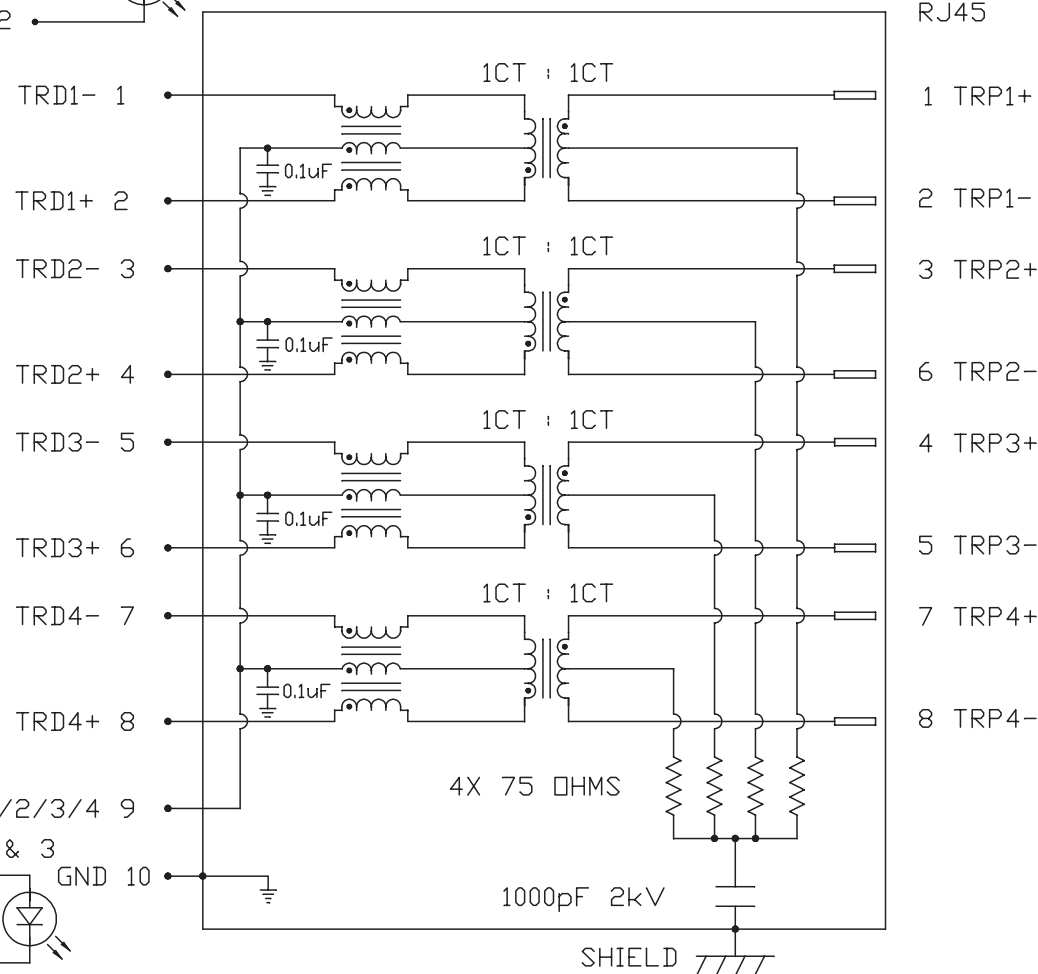 2
RJ45
1CT : 1CT
TRD1- 1
1 TRP1+
0.1uF
TRD1+ 2
2 TRP1-
1CT : 1CT
TRD2- 3
3 TRP2+
0.1uF
TRD2+ 4
6 TRP2-
1CT : 1CT
TRD3- 5
4 TRP3+
0.1uF
TRD3+ 6
5 TRP3-
1CT : 1CT
TRD4- 7
7 TRP4+
0.1uF
TRD4+ 8
8 TRP4-
4X 75 OHMS
/2/3/4 9
& 3
GND 10
1000pF 2kV
SHIELD